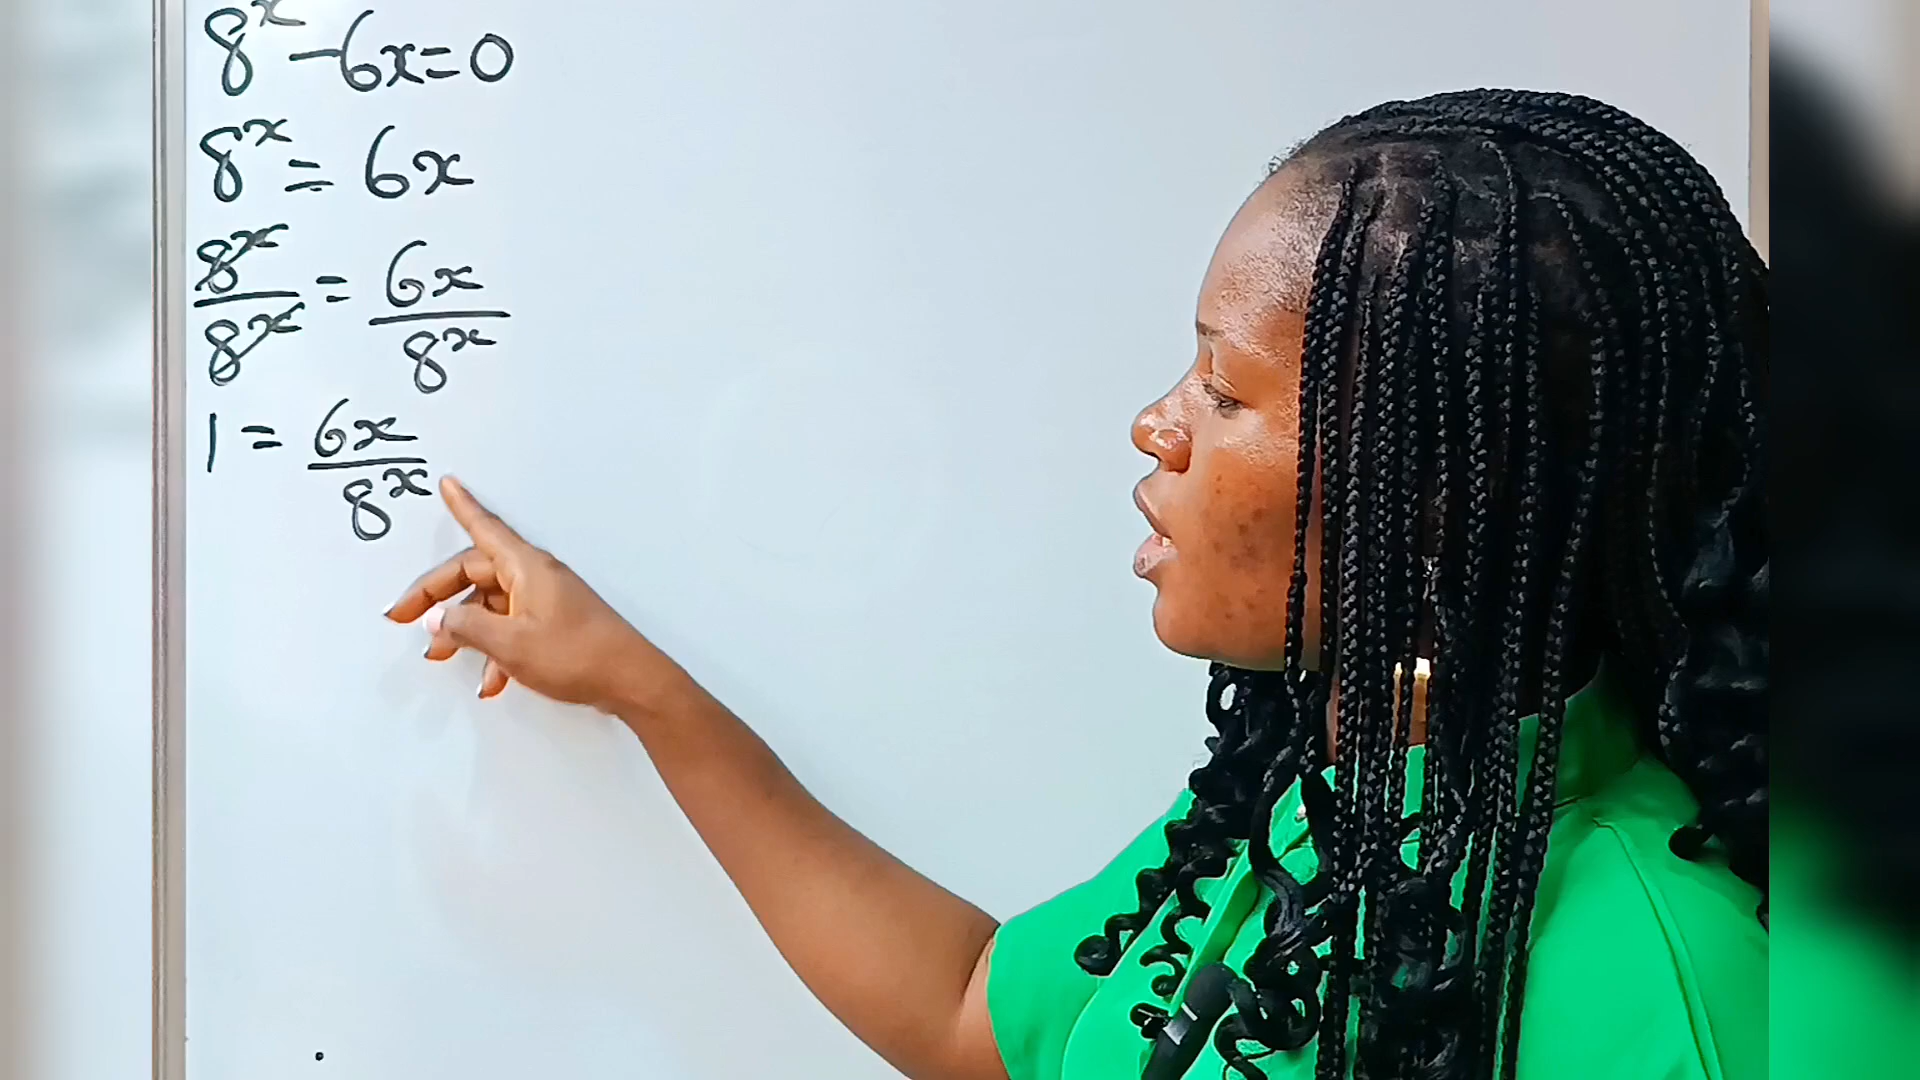 8^x - 6x = 0
8^x = 6x
8^x/8^x = 6x/8^x
1 = 6x/8^x